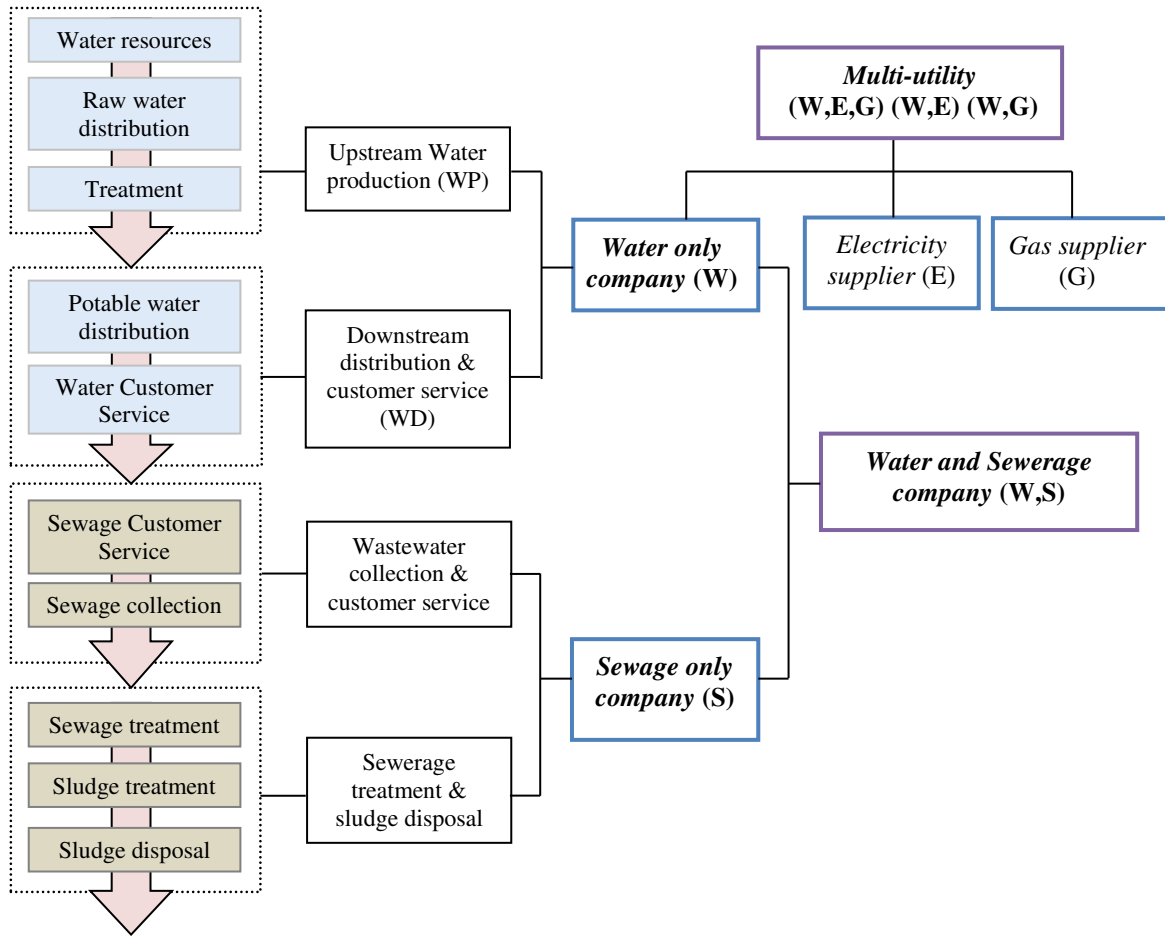 Water resources
Raw water
distribution
Treatment
Potable water
distribution
Water Customer
Service
Sewage Customer
Service
Sewage collection
Sewage treatment
Sludge treatment
Sludge disposal
Upstream Water
production (WP)
Downstream
distribution &
customer service
(WD)
Wastewater
collection &
customer service
Sewerage
treatment &
sludge disposal
Water only
company (W)
Sewage only
company (S)
Multi-utility
(W,E,G) (W,E) (W,G)
Electricity
supplier (E)
Gas supplier
(G)
Water and Sewerage
company (W,S)